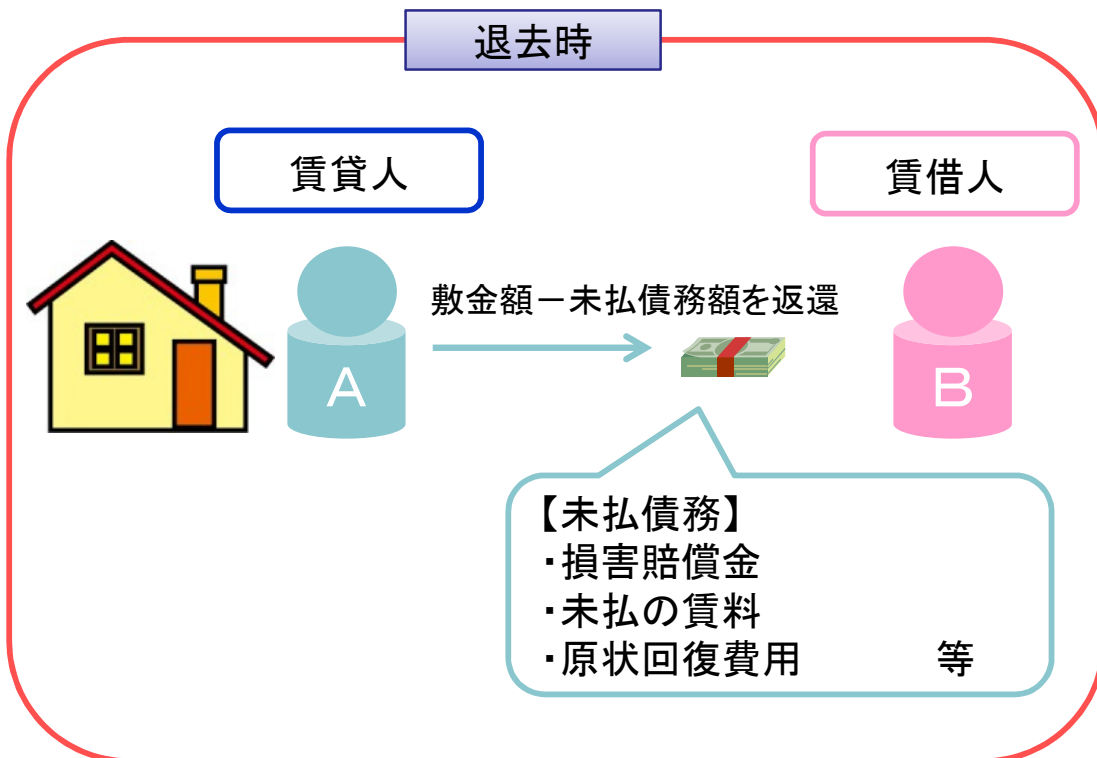 退去時
賃貸人
賃借人
敷金額－未払債務額を返還
A
B
【未払債務】
・損害賠償金
・未払の賃料
・原状回復費用　　　等